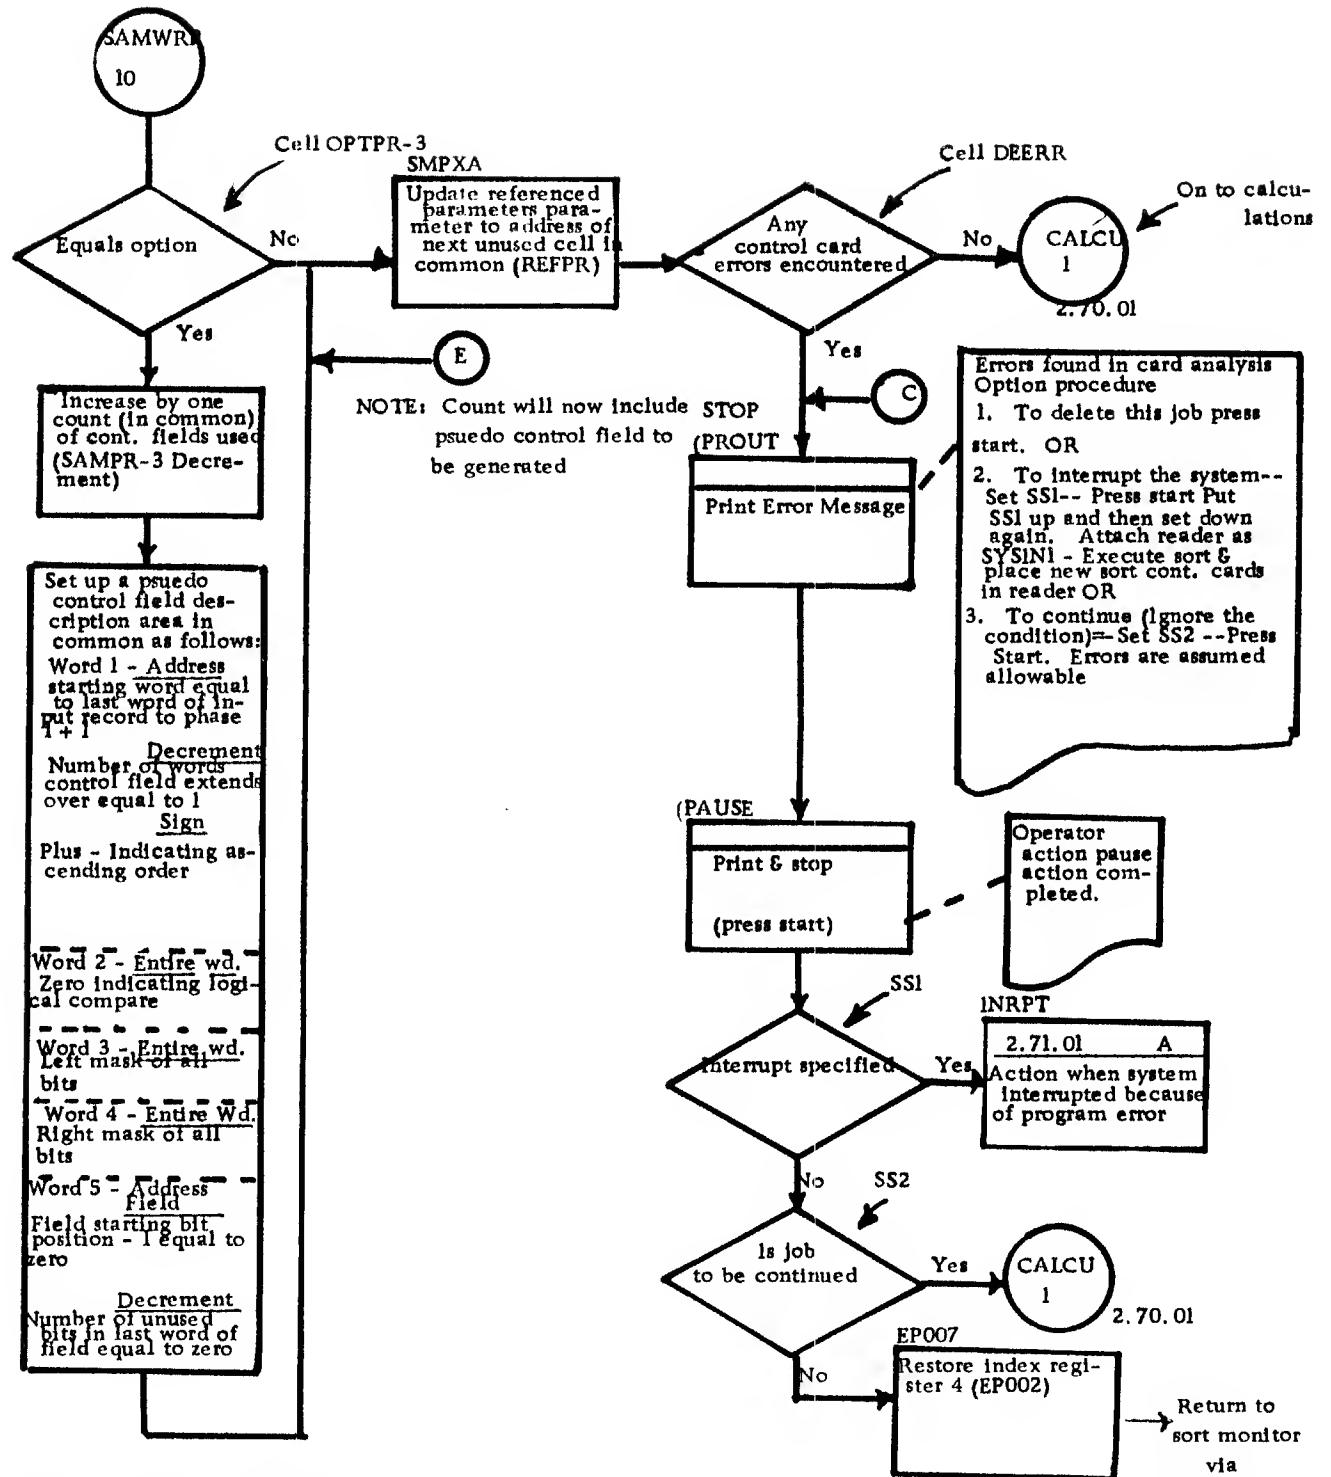 SAMWRP
10
Cell OPTPR-3
Equals option
No
Yes
SMPXA
Update referenced
parameters para-
meter to address of
next unused cell in
common (REFPR)
Cell DEERR
Any
control card
errors encountered
No
Yes
On to calcu-
lations
CALCU
1
2.70.01
E
C
NOTE: Count will now include
psuedo control field to
be generated
Increase by one
count (in common)
of cont. fields used
(SAMPR-3 Decre-
ment)
Set up a psuedo
control field des-
cription area in
common as follows:
Word 1 - Address
starting word equal
to last word of in-
put record to phase
1 + 1
Decrement
Number of words
control field extends
over equal to 1
Sign
Plus - Indicating as-
cending order
Word 2 - Entire wd.
Zero indicating logi-
cal compare
Word 3 - Entire wd.
Left mask of all
bits
Word 4 - Entire Wd.
Right mask of all
bits
Word 5 - Address
Field
Field starting bit
position - 1 equal to
zero
Decrement
Number of unused
bits in last word of
field equal to zero
STOP
(PROUT
Print Error Message
Errors found in card analysis
Option procedure
1. To delete this job press
start. OR
2. To interrupt the system--
Set SS1-- Press start Put
SS1 up and then set down
again. Attach reader as
SYSIN1 - Execute sort &
place new sort cont. cards
in reader OR
3. To continue (Ignore the
condition)--Set SS2 --Press
Start. Errors are assumed
allowable
(PAUSE
Print & stop
(press start)
Operator
action pause
action com-
pleted.
SS1
Interrupt specified
Yes
No
INRPT
2.71.01 A
Action when system
interrupted because
of program error
SS2
Is job
to be continued
Yes
No
CALCU
1
2.70.01
EP007
Restore index regi-
ster 4 (EP002)
Return to
sort monitor
via